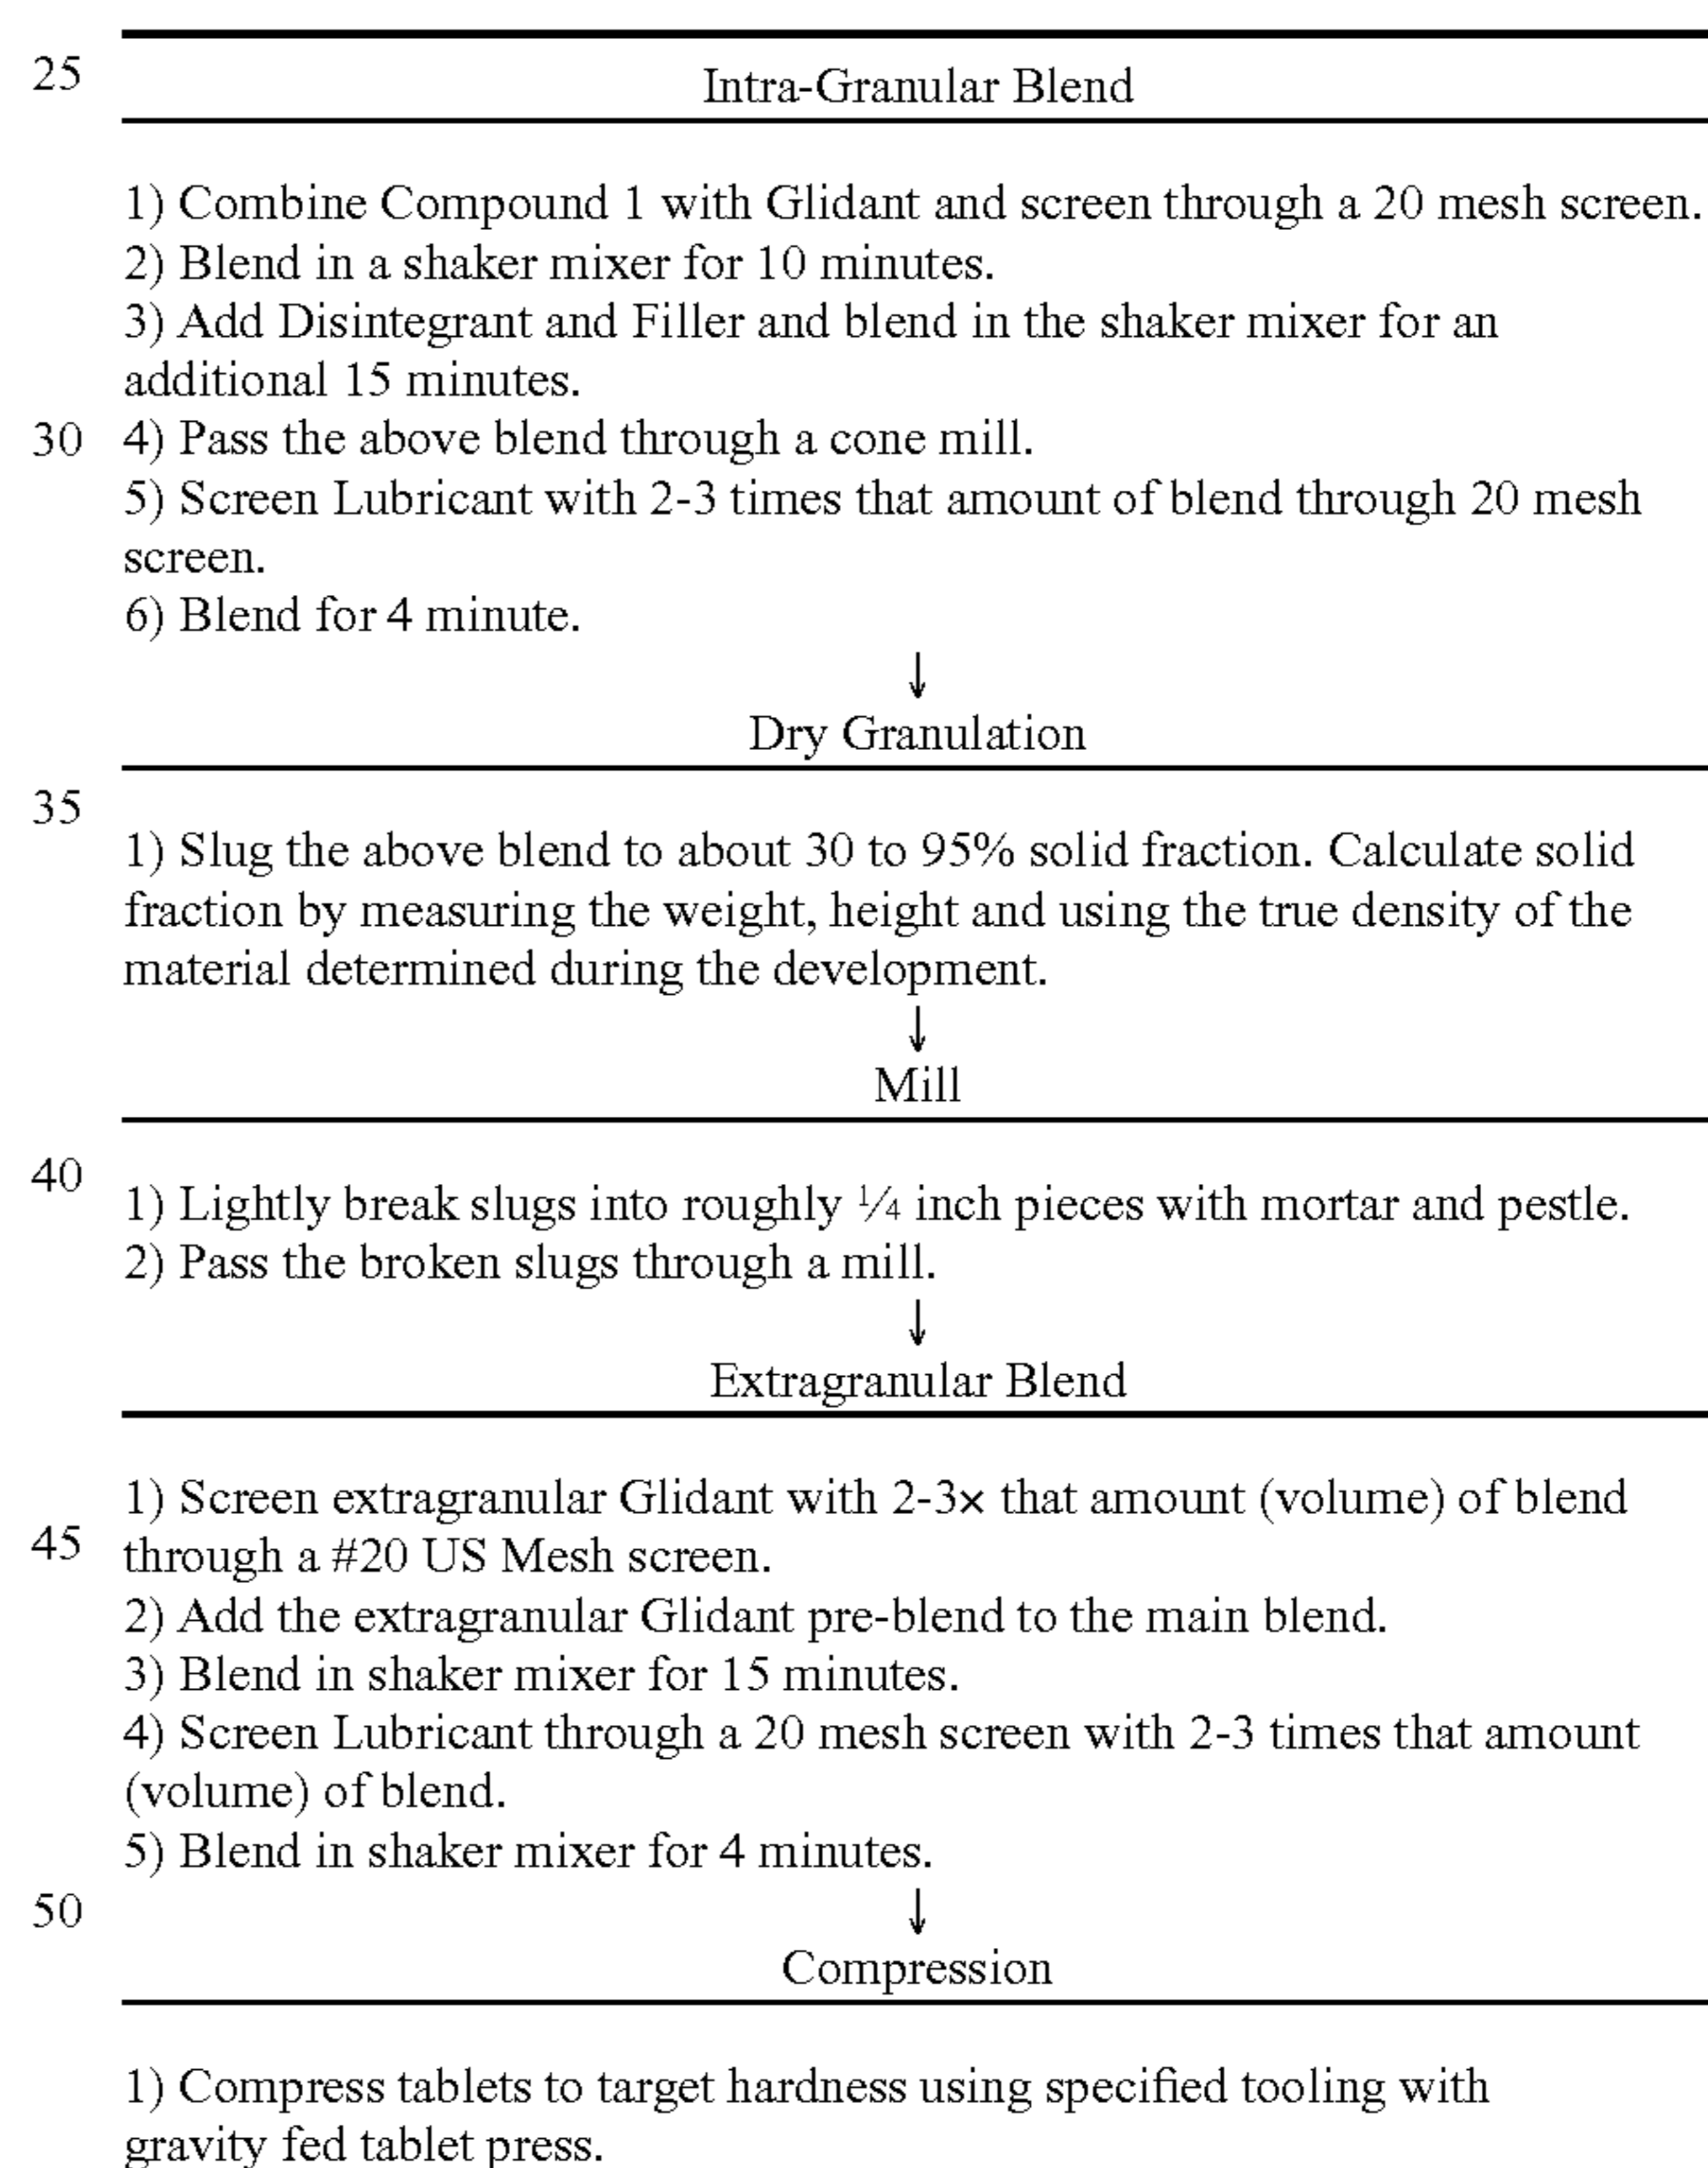 25
Intra-Granular Blend
1) Combine Compound 1 with Glidant and screen through a 20 mesh screen.
2) Blend in a shaker mixer for 10 minutes.
3) Add Disintegrant and Filler and blend in the shaker mixer for an
additional 15 minutes.
30 4) Pass the above blend through a cone mill.
5) Screen Lubricant with 2-3 times that amount of blend through 20 mesh
screen.
6) Blend for 4 minute.
↓
Dry Granulation
35
1) Slug the above blend to about 30 to 95% solid fraction. Calculate solid
fraction by measuring the weight, height and using the true density of the
material determined during the development.
↓
Mill
40
1) Lightly break slugs into roughly ¼ inch pieces with mortar and pestle.
2) Pass the broken slugs through a mill.
↓
Extragranular Blend
1) Screen extragranular Glidant with 2-3× that amount (volume) of blend
45 through a #20 US Mesh screen.
2) Add the extragranular Glidant pre-blend to the main blend.
3) Blend in shaker mixer for 15 minutes.
4) Screen Lubricant through a 20 mesh screen with 2-3 times that amount
(volume) of blend.
5) Blend in shaker mixer for 4 minutes.
50 ↓
Compression
1) Compress tablets to target hardness using specified tooling with
gravity fed tablet press.